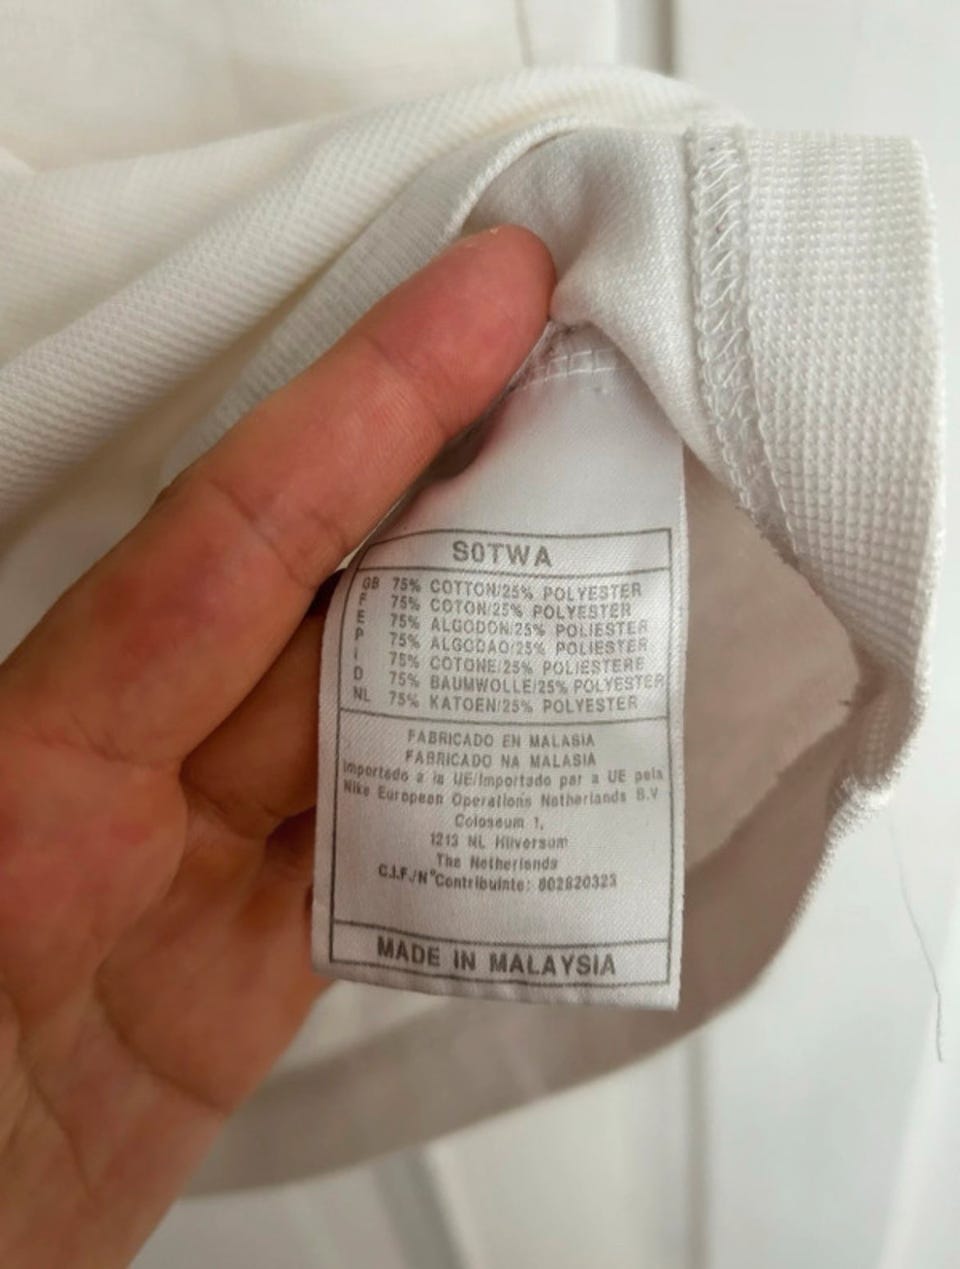 S0TWA
GB 75% COTTON/25% POLYESTER
F 75% COTON/25% POLYESTER
E 75% ALGODON/25% POLIESTER
P 75% ALGODAO/25% POLIESTER
I 75% COTONE/25% POLIESTERE
D 75% BAUMWOLLE/25% POLYESTER
NL 75% KATOEN/25% POLYESTER
FABRICADO EN MALASIA
FABRICADO NA MALASIA
Importado a la UE/Importado par a UE pela
Nike European Operations Netherlands B.V
Coloseum 1,
1213 NL Hilversum
The Netherlands
C.I.F./N°Contribuinte: 802820323
MADE IN MALAYSIA